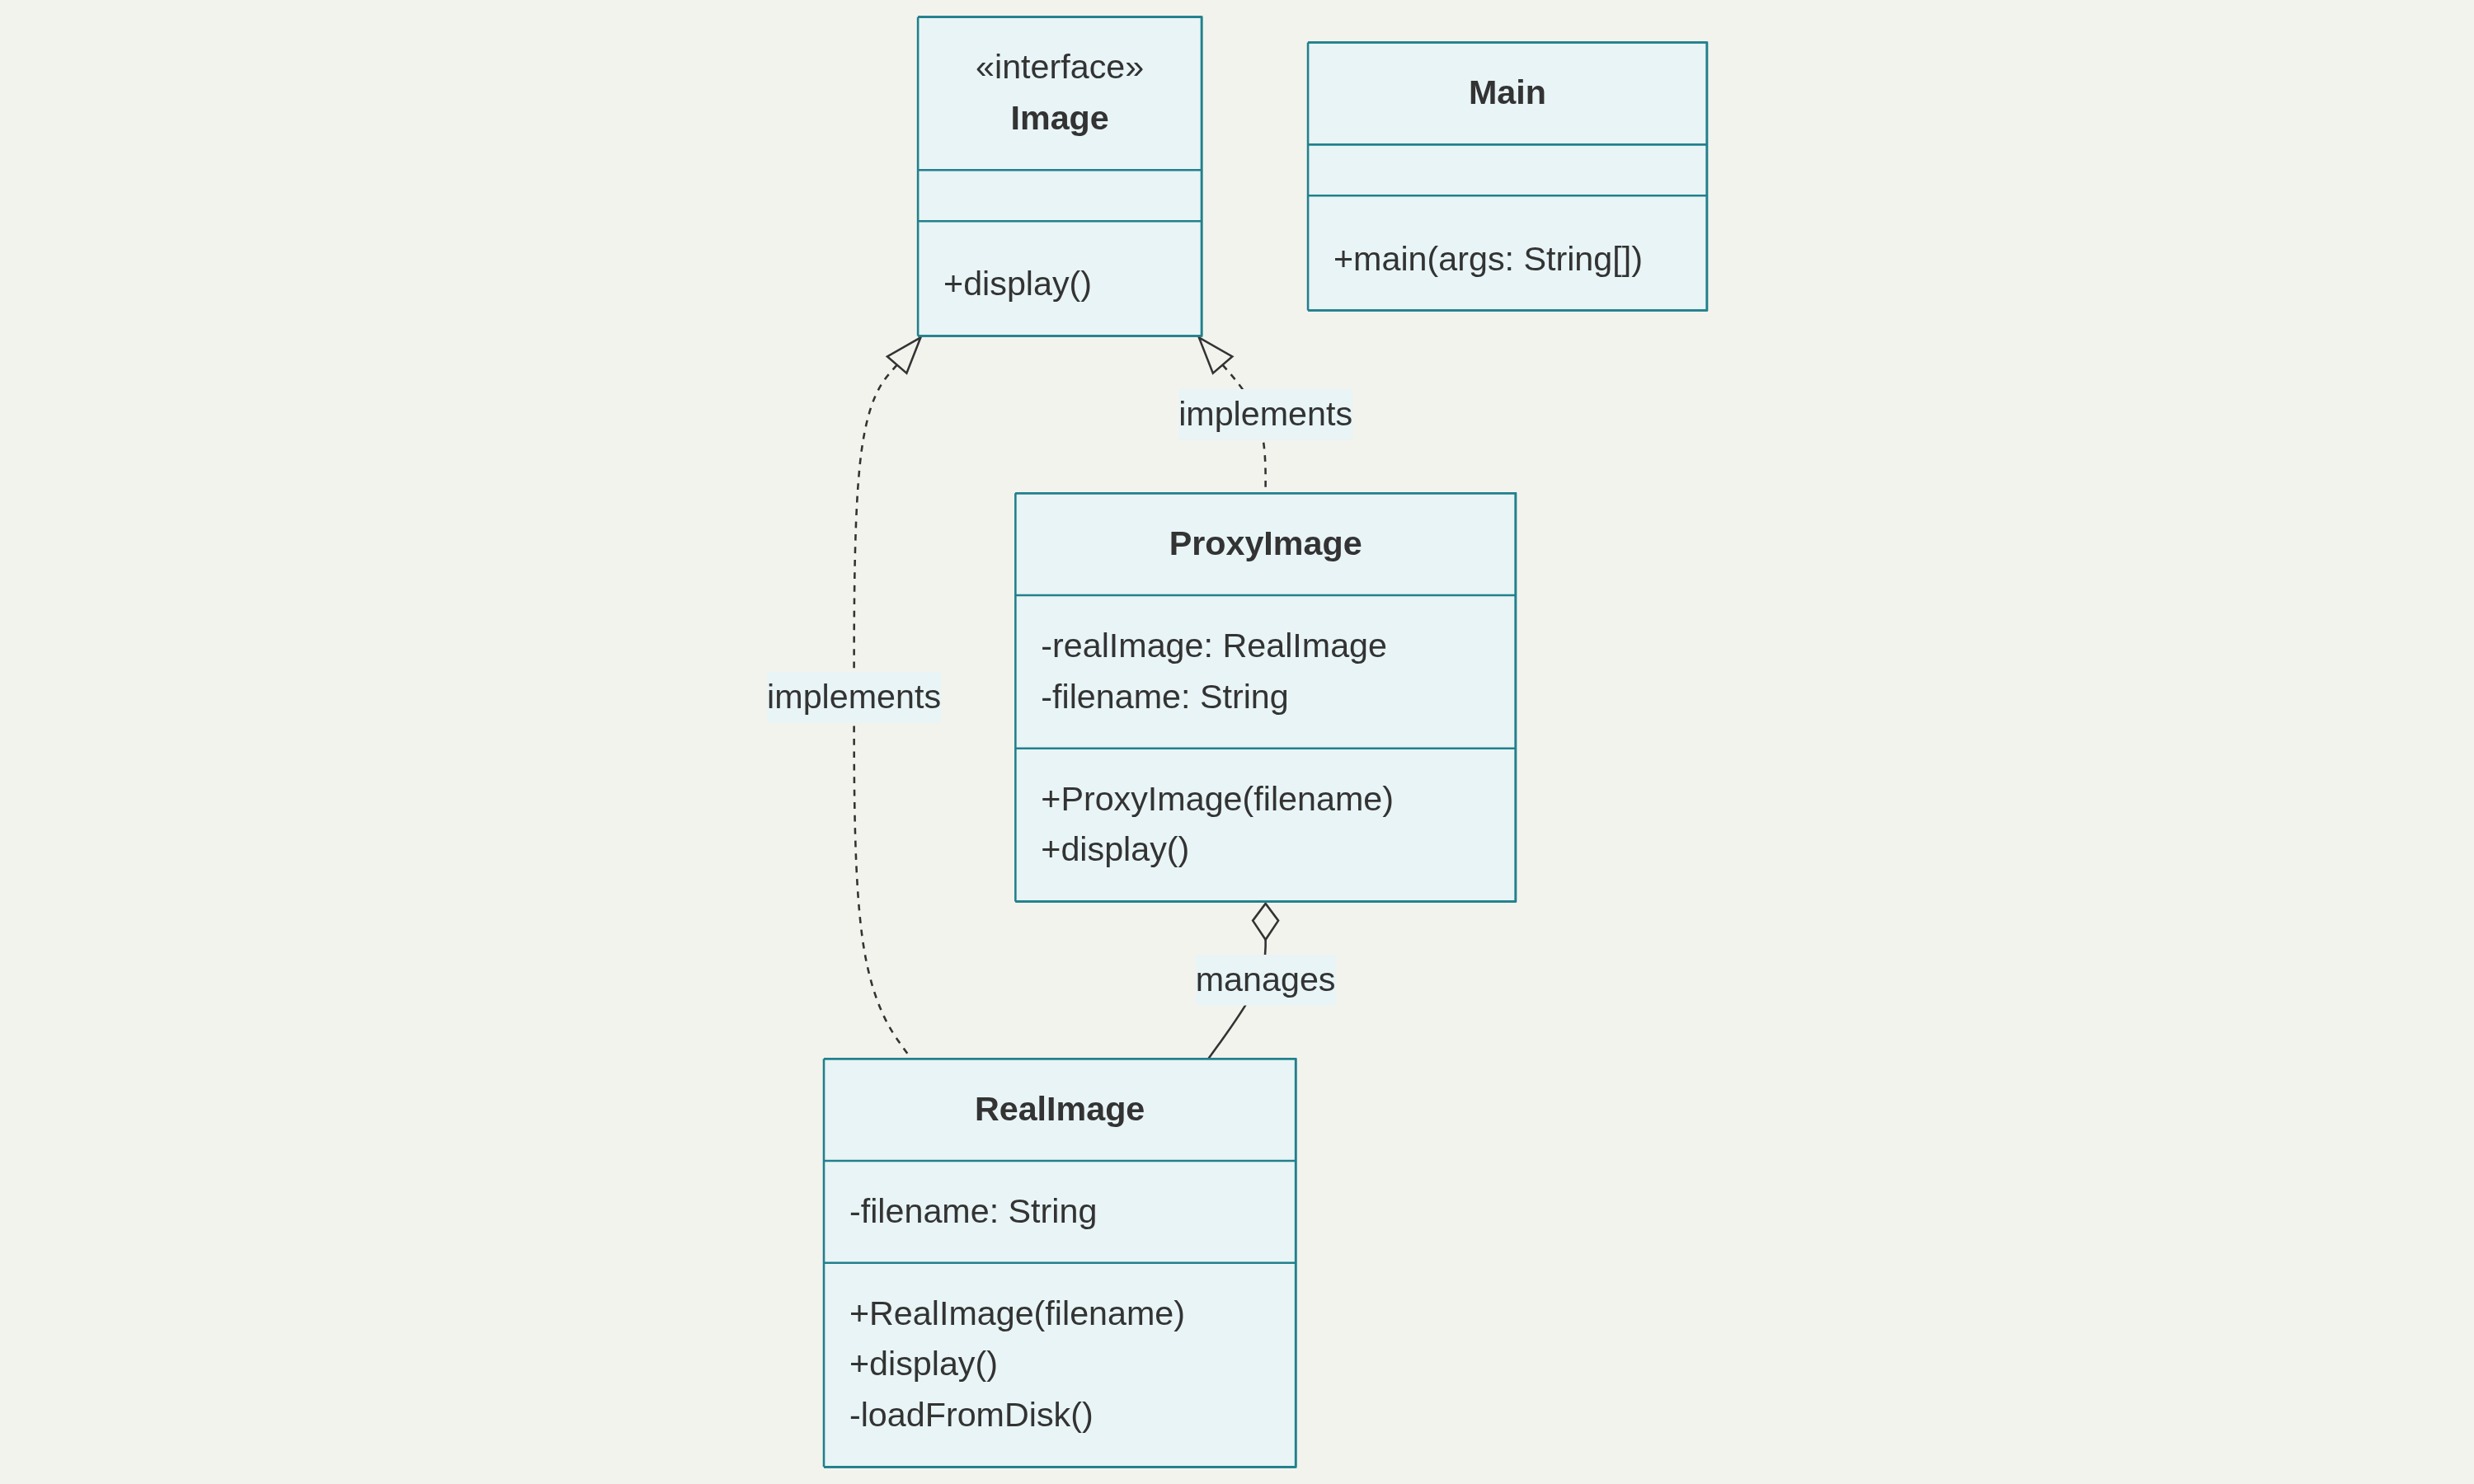 «interface»
Image
+display()
Main
+main(args: String[])
implements
ProxyImage
-realImage: RealImage
-filename: String
+ProxyImage(filename)
+display()
implements
manages
RealImage
-filename: String
+RealImage(filename)
+display()
-loadFromDisk()